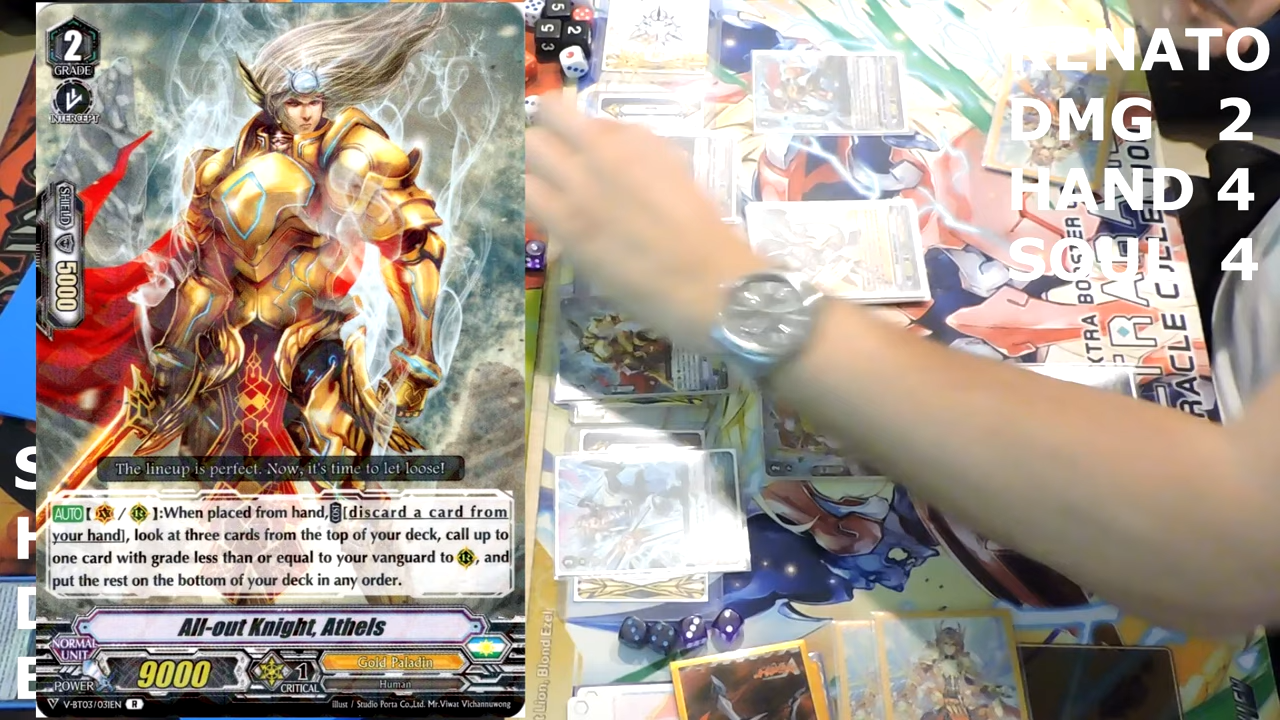 2
GRADE
INTERCEPT
SHIELD
5000
The lineup is perfect. Now, it's time to let loose!
AUTO [ / ]:When placed from hand, [discard a card from
your hand], look at three cards from the top of your deck, call up to
one card with grade less than or equal to your vanguard to , and
put the rest on the bottom of your deck in any order.
All-out Knight, Athels
NORMAL
UNIT
POWER
9000
1
CRITICAL
Gold Paladin
Human
V-BT03/031EN R
illust / Studio Porta Co.,Ltd. Mr.Viwat Vichannuwong
RENATO
DMG 2
HAND 4
SOUL 4
S
H
D
Lion, Blond Ezel